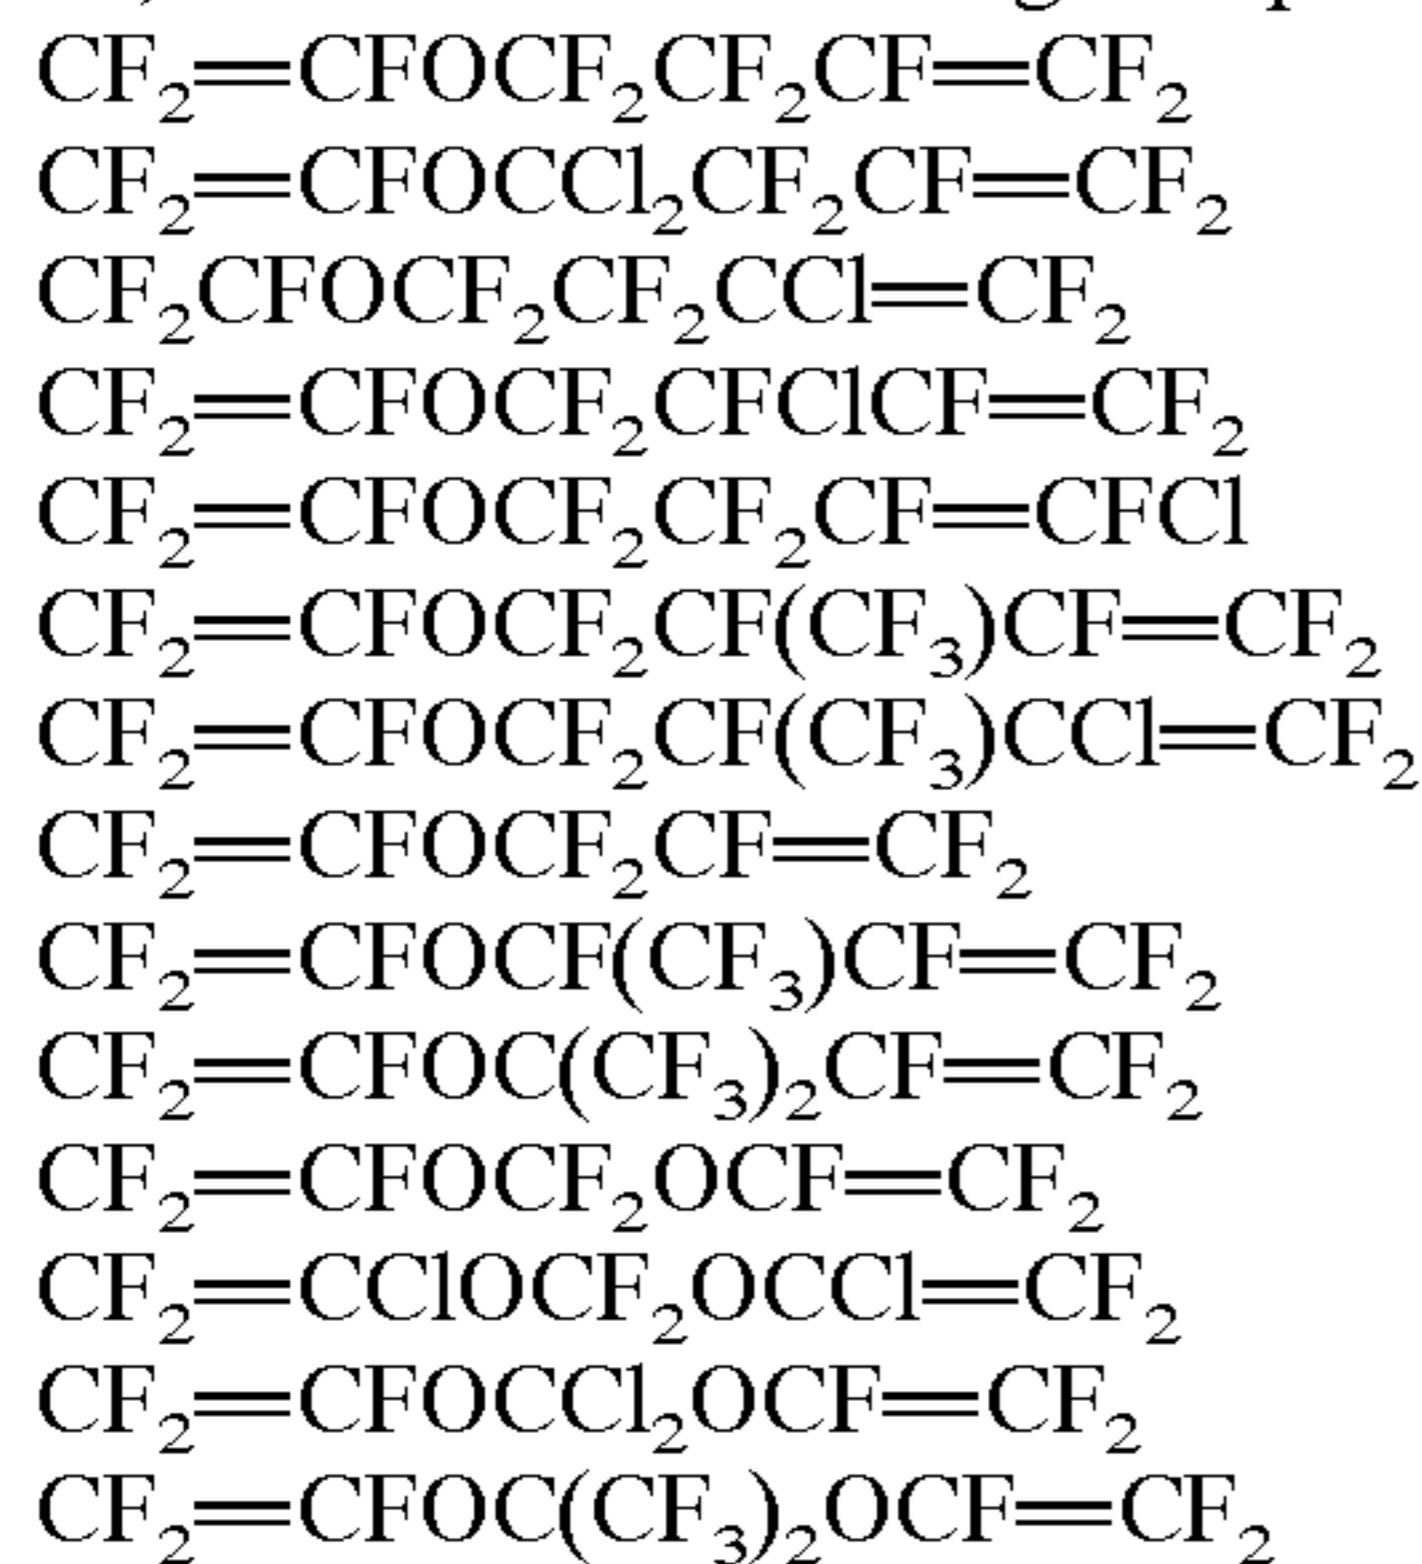 CF₂=CFOCF₂CF₂CF=CF₂
CF₂=CFOCCl₂CF₂CF=CF₂
CF₂CFOCF₂CF₂CCl=CF₂
CF₂=CFOCF₂CFClCF=CF₂
CF₂=CFOCF₂CF₂CF=CFCl
CF₂=CFOCF₂CF(CF₃)CF=CF₂
CF₂=CFOCF₂CF(CF₃)CCl=CF₂
CF₂=CFOCF₂CF=CF₂
CF₂=CFOCF(CF₃)CF=CF₂
CF₂=CFOC(CF₃)₂CF=CF₂
CF₂=CFOCF₂OCF=CF₂
CF₂=CClOCF₂OCCl=CF₂
CF₂=CFOCCl₂OCF=CF₂
CF₂=CFOC(CF₃)₂OCF=CF₂